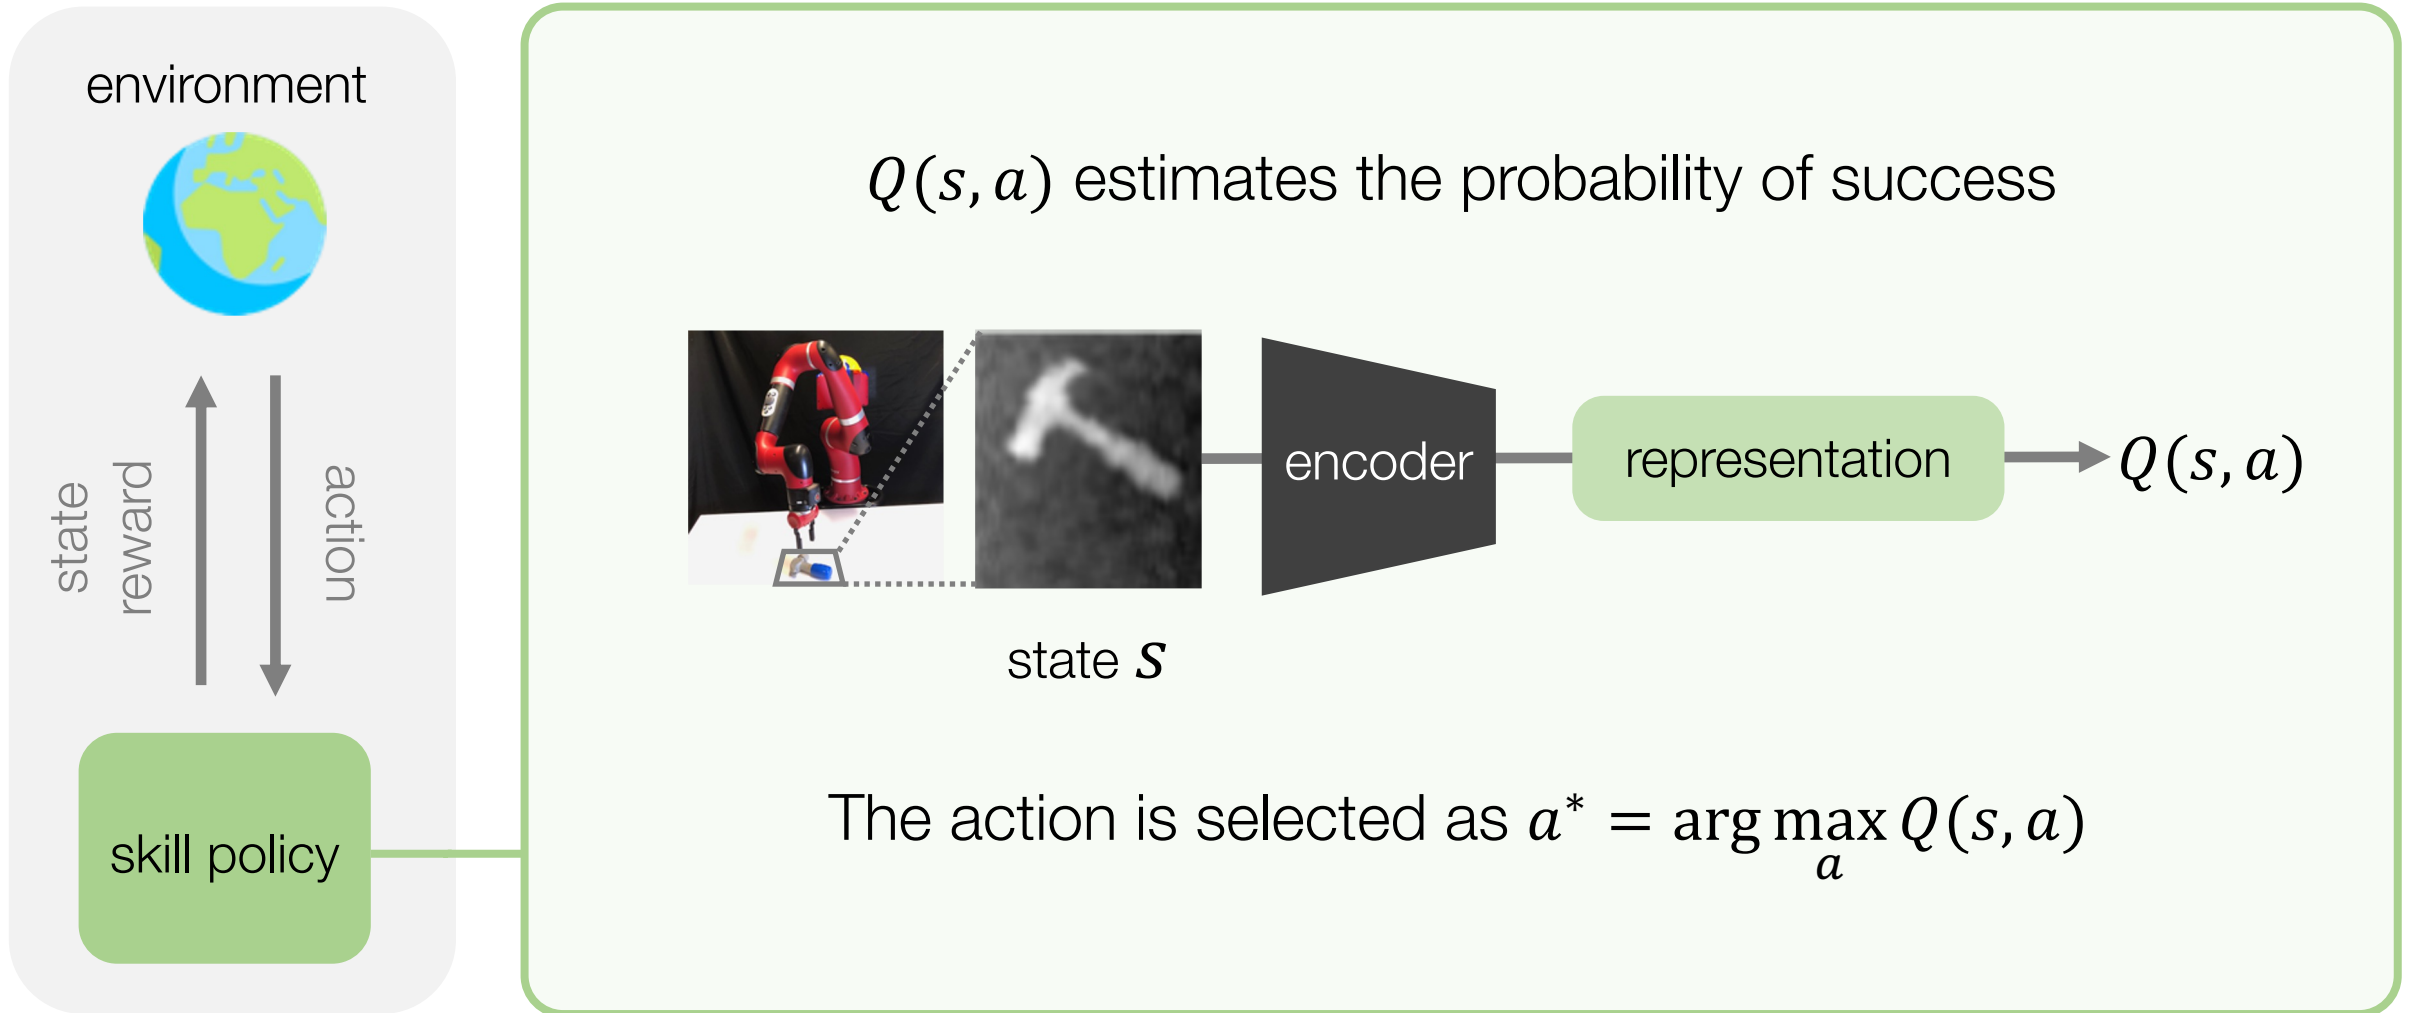 environment
state
reward
action
skill policy
Q(s, a) estimates the probability of success
encoder
representation
Q(s, a)
state s
The action is selected as a* = arg max Q(s, a)
a